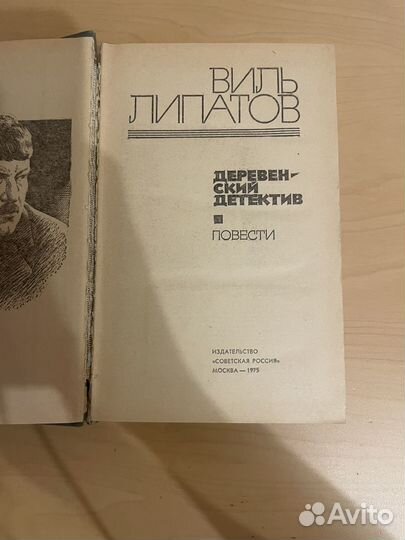 ВИЛЬ
ЛИПАТОВ
ДЕРЕВЕН-
СКИЙ
ДЕТЕКТИВ
ПОВЕСТИ
ИЗДАТЕЛЬСТВО
«СОВЕТСКАЯ РОССИЯ»
МОСКВА — 1975
Avito